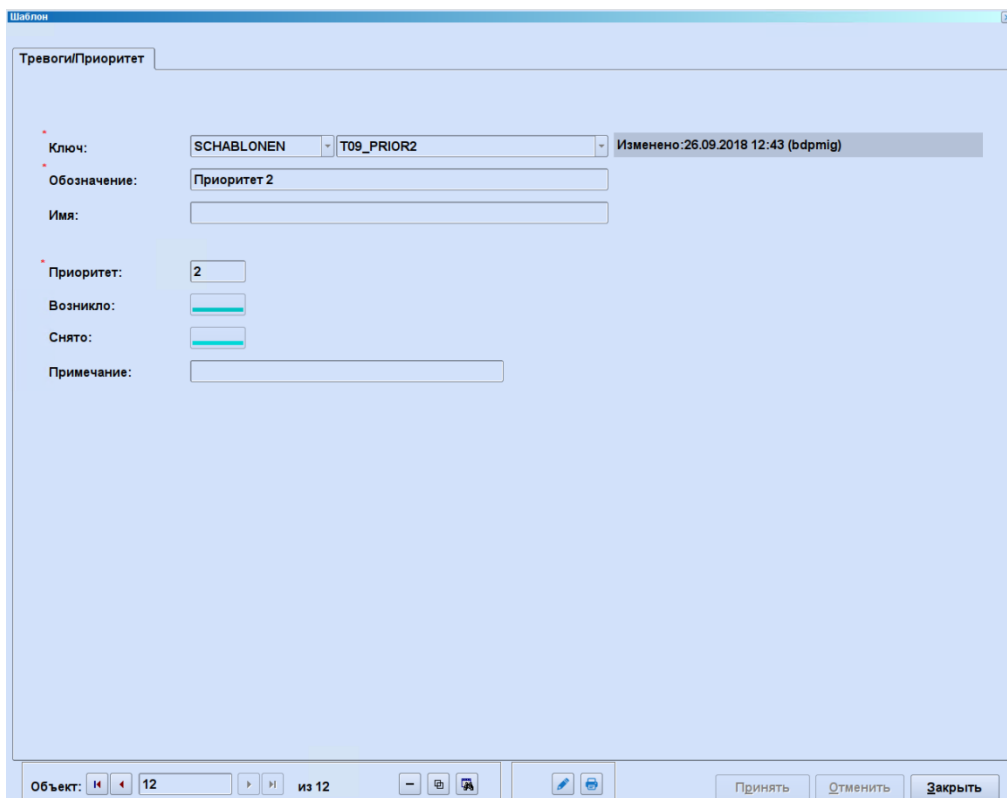 Шаблон
Тревоги/Приоритет
* Ключ: SCHABLONEN T09_PRIOR2 Изменено:26.09.2018 12:43 (bdpmig)
* Обозначение: Приоритет 2
Имя:
* Приоритет: 2
Возникло:
Снято:
Примечание:
Объект: 12 из 12 Принять Отменить Закрыть